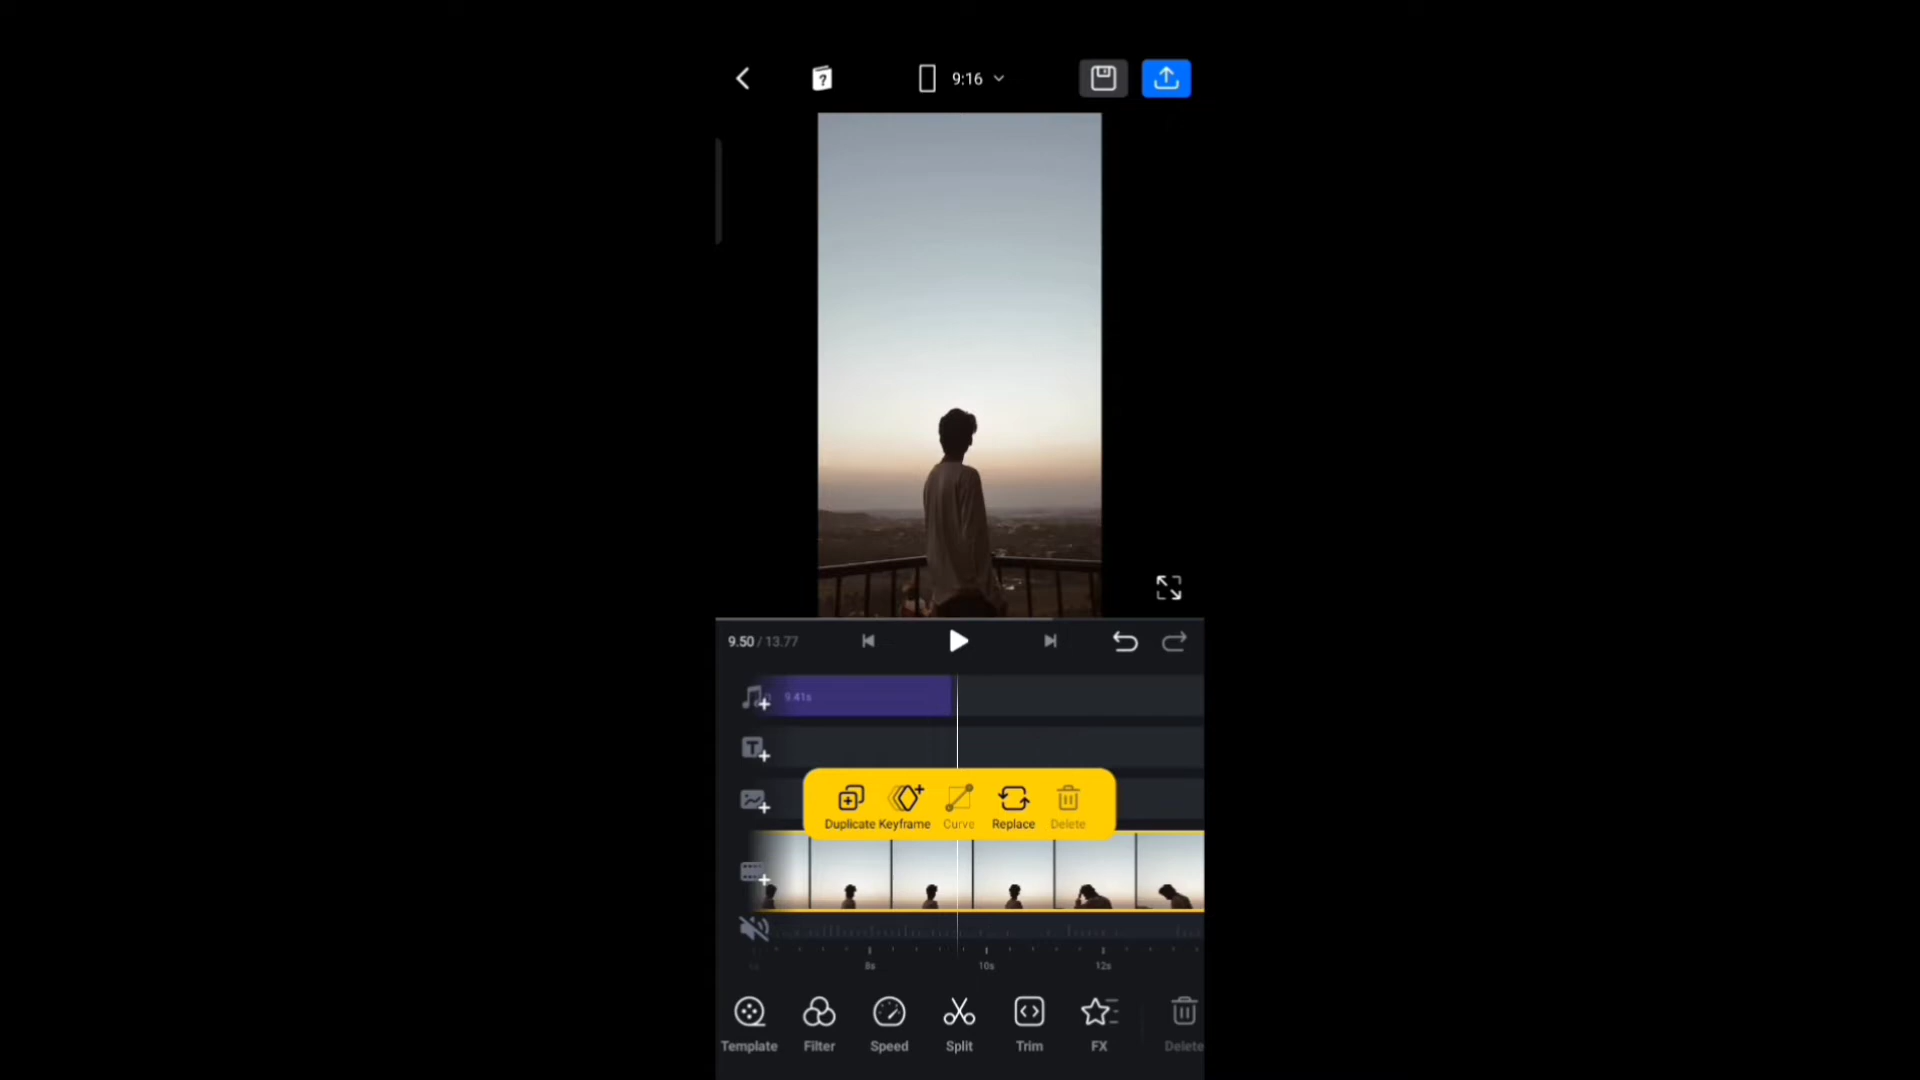 ?
9:16
9.50 / 13.77
9.41s
T
Duplicate Keyframe Curve Replace Delete
8s 10s 12s
Template Filter Speed Split Trim FX Delete